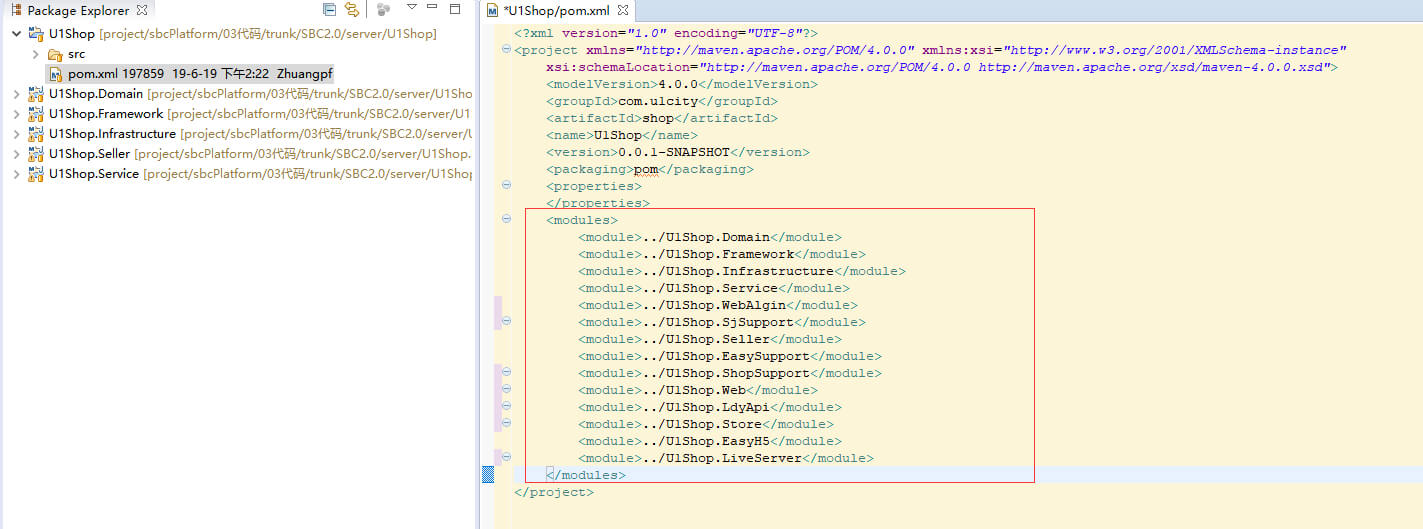 Package Explorer
U1Shop [project/sbcPlatform/03代码/trunk/SBC2.0/server/U1Shop]
src
pom.xml 197859 19-6-19 下午2:22 Zhuangpf
U1Shop.Domain [project/sbcPlatform/03代码/trunk/SBC2.0/server/U1Sho
U1Shop.Framework [project/sbcPlatform/03代码/trunk/SBC2.0/server/U1
U1Shop.Infrastructure [project/sbcPlatform/03代码/trunk/SBC2.0/server/U
U1Shop.Seller [project/sbcPlatform/03代码/trunk/SBC2.0/server/U1Shop.
U1Shop.Service [project/sbcPlatform/03代码/trunk/SBC2.0/server/U1Shop
*U1Shop/pom.xml
<?xml version="1.0" encoding="UTF-8"?>
<project xmlns="http://maven.apache.org/POM/4.0.0" xmlns:xsi="http://www.w3.org/2001/XMLSchema-instance"
xsi:schemaLocation="http://maven.apache.org/POM/4.0.0 http://maven.apache.org/xsd/maven-4.0.0.xsd">
<modelVersion>4.0.0</modelVersion>
<groupId>com.ulcity</groupId>
<artifactId>shop</artifactId>
<name>U1Shop</name>
<version>0.0.1-SNAPSHOT</version>
<packaging>pom</packaging>
<properties>
</properties>
<modules>
<module>../U1Shop.Domain</module>
<module>../U1Shop.Framework</module>
<module>../U1Shop.Infrastructure</module>
<module>../U1Shop.Service</module>
<module>../U1Shop.WebAlgin</module>
<module>../U1Shop.SjSupport</module>
<module>../U1Shop.Seller</module>
<module>../U1Shop.EasySupport</module>
<module>../U1Shop.ShopSupport</module>
<module>../U1Shop.Web</module>
<module>../U1Shop.LdyApi</module>
<module>../U1Shop.Store</module>
<module>../U1Shop.EasyH5</module>
<module>../U1Shop.LiveServer</module>
</modules>
</project>